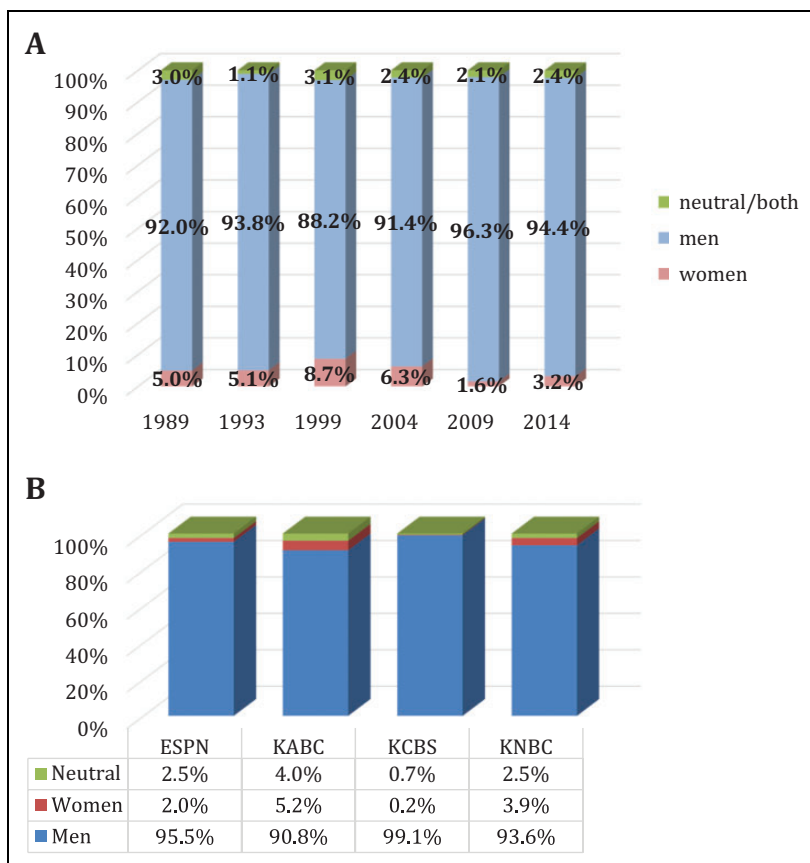 A
100%
90%
80%
70%
60%
50%
40%
30%
20%
10%
0%
3.0% 1.1% 3.1% 2.4% 2.1% 2.4%
92.0% 93.8% 88.2% 91.4% 96.3% 94.4%
5.0% 5.1% 8.7% 6.3% 1.6% 3.2%
1989 1993 1999 2004 2009 2014
neutral/both
men
women
B
100%
80%
60%
40%
20%
0%
ESPN KABC KCBS KNBC
Neutral 2.5% 4.0% 0.7% 2.5%
Women 2.0% 5.2% 0.2% 3.9%
Men 95.5% 90.8% 99.1% 93.6%